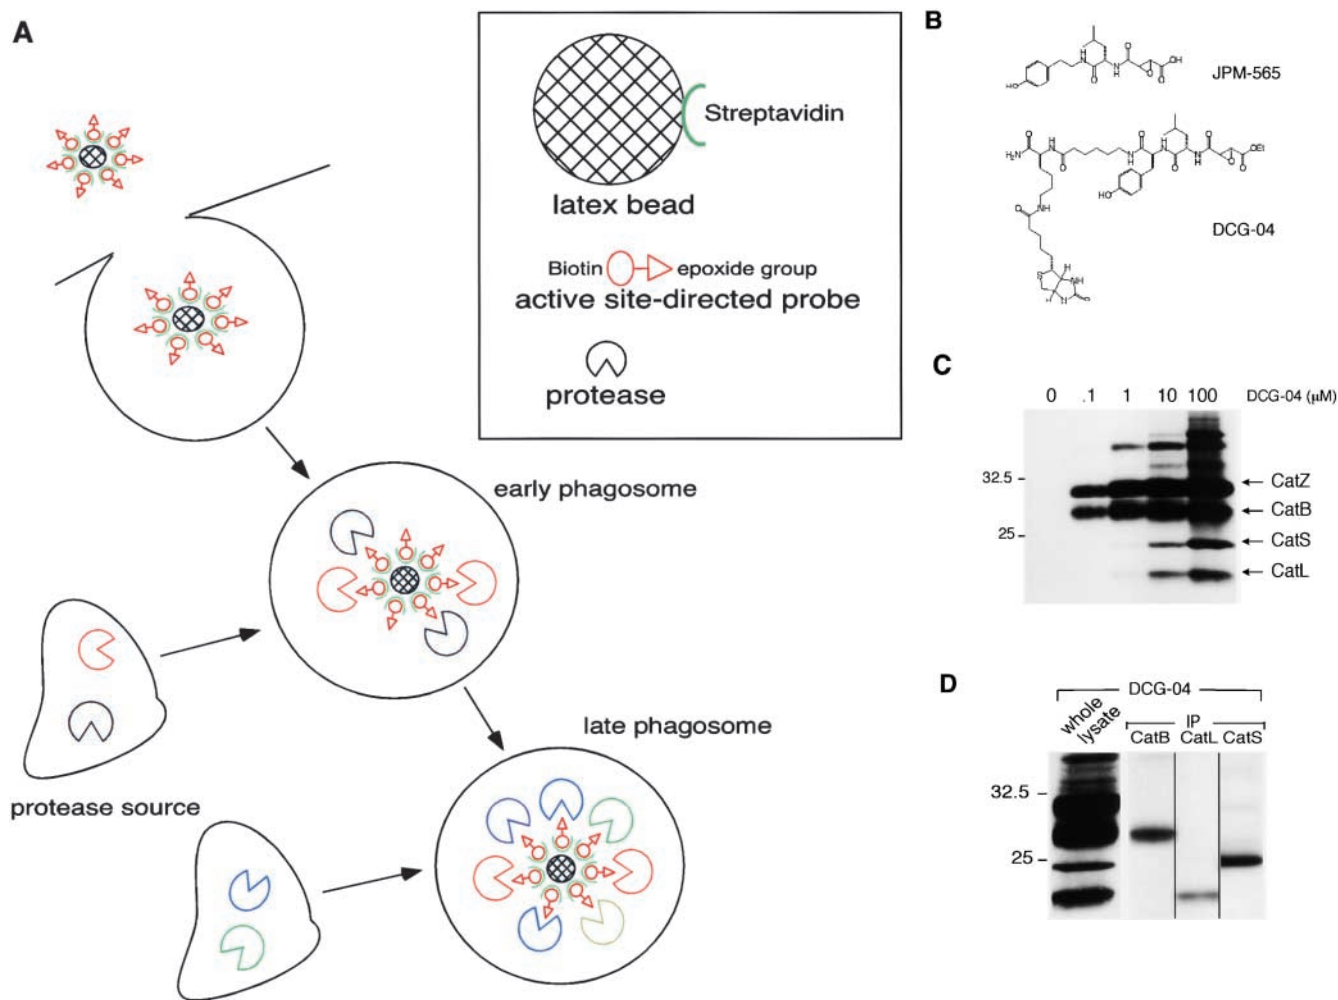 A
Streptavidin
latex bead
Biotin epoxide group
active site-directed probe
protease
early phagosome
late phagosome
protease source
B
JPM-565
DCG-04
C
0 .1 1 10 100 DCG-04 (µM)
32.5
25
CatZ
CatB
CatS
CatL
D
DCG-04
whole
lysate
IP
CatB CatL CatS
32.5
25